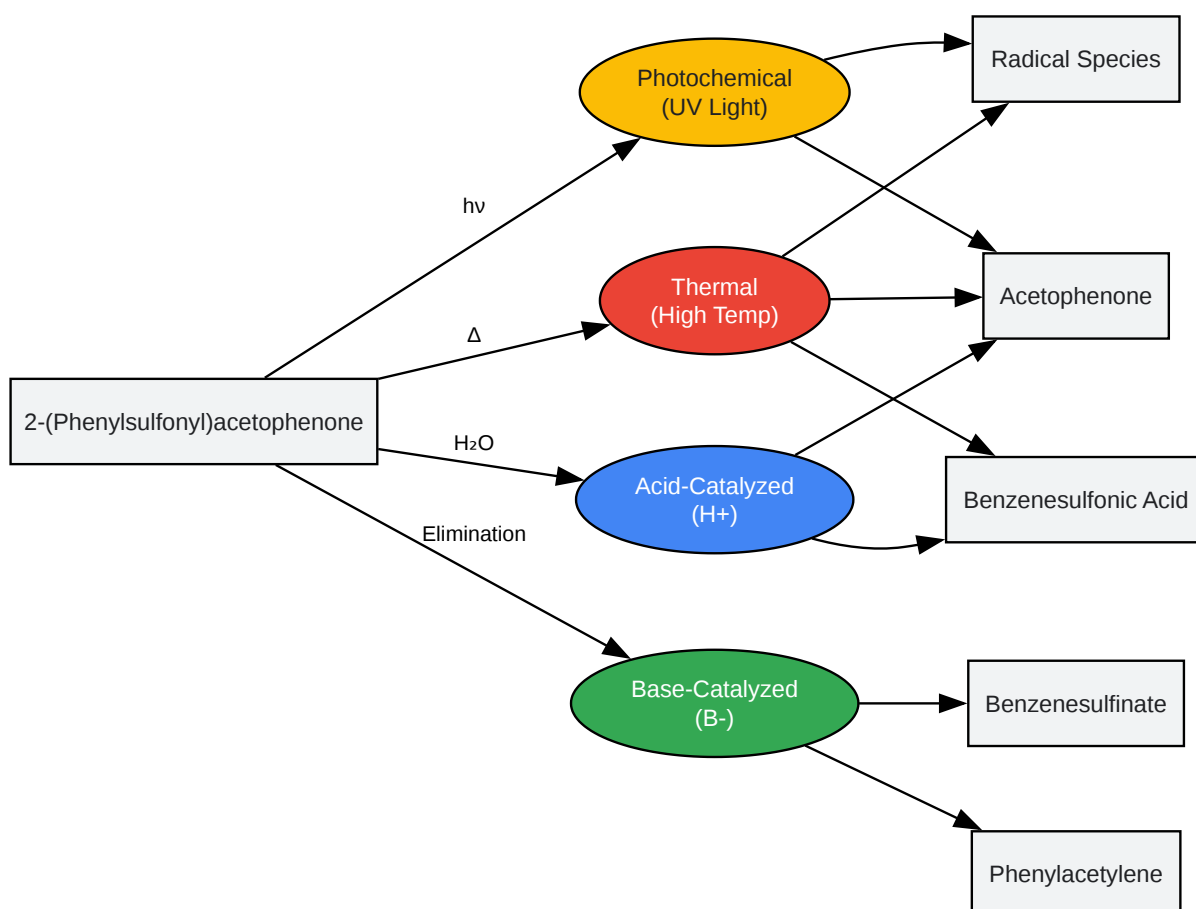 Photochemical
(UV Light)
Radical Species
hν
Thermal
(High Temp)
Acetophenone
Δ
2-(Phenylsulfonyl)acetophenone
H₂O
Acid-Catalyzed
(H+)
Benzenesulfonic Acid
Elimination
Base-Catalyzed
(B-)
Benzenesulfinate
Phenylacetylene